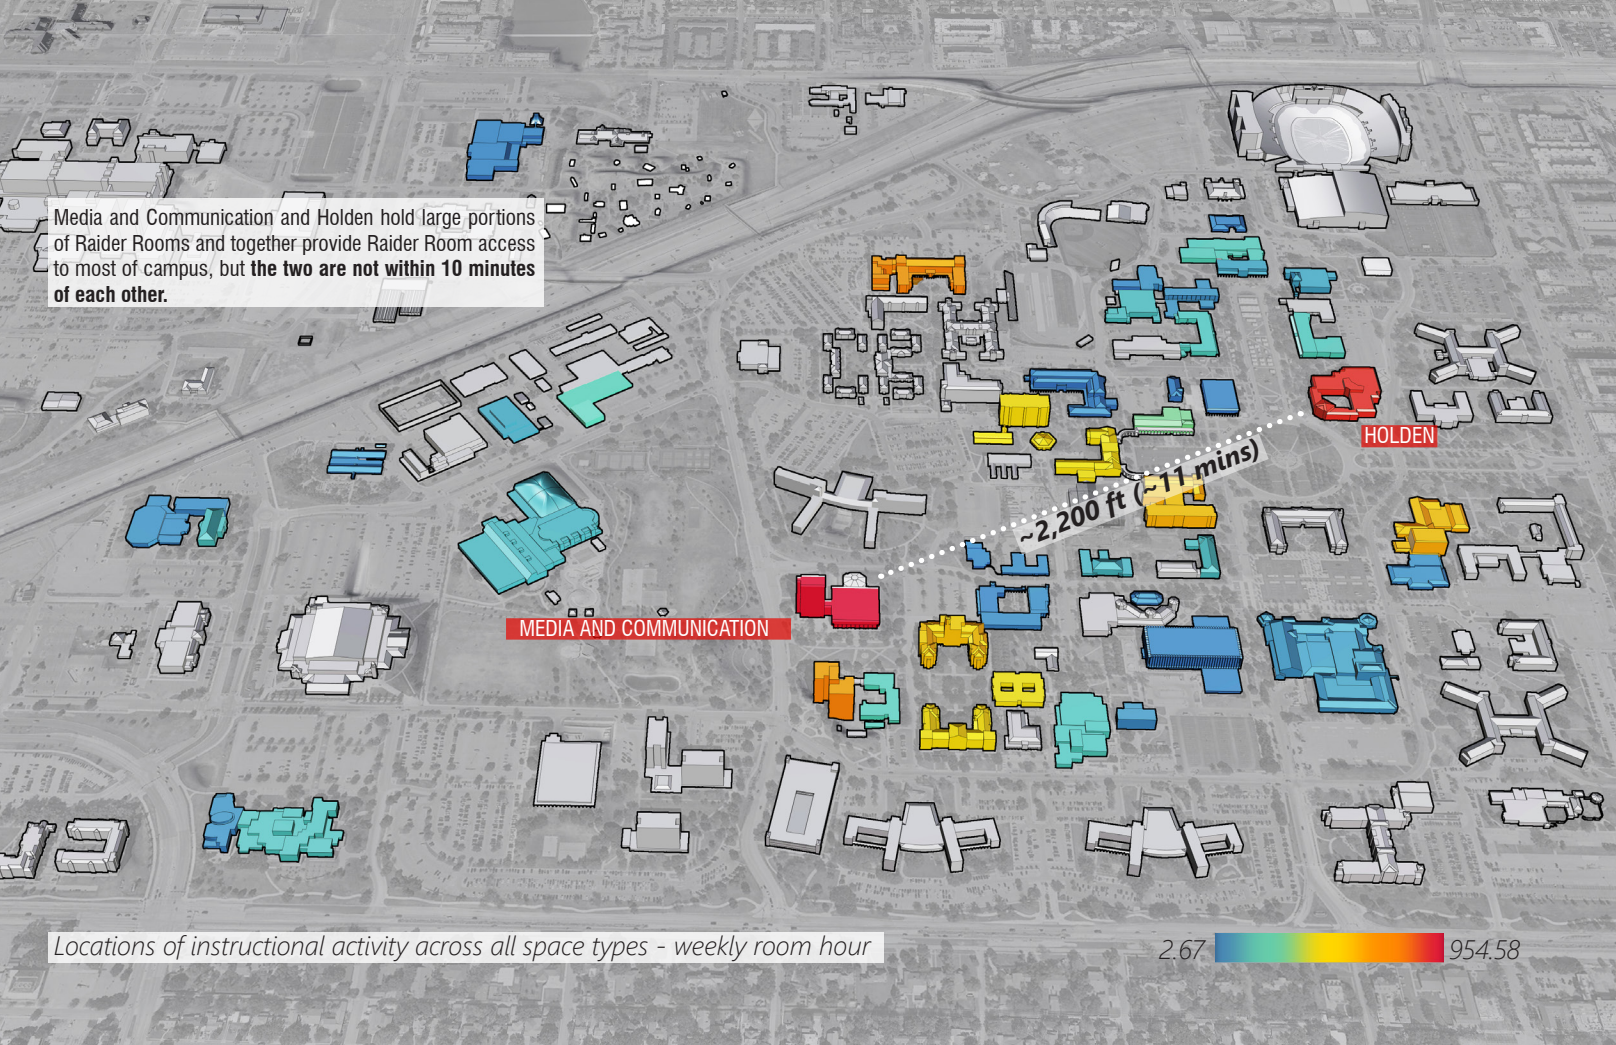 Media and Communication and Holden hold large portions
of Raider Rooms and together provide Raider Room access
to most of campus, but the two are not within 10 minutes
of each other.
HOLDEN
~2,200 ft (~11 mins)
MEDIA AND COMMUNICATION
Locations of instructional activity across all space types - weekly room hour
2.67
954.58